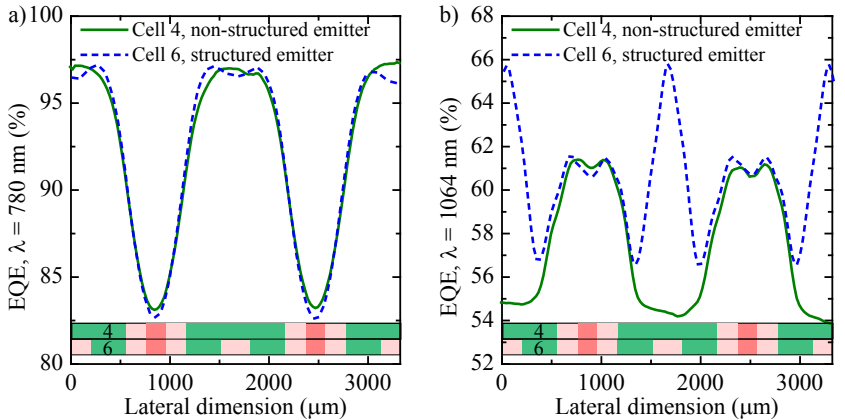 a)
Cell 4, non-structured emitter
Cell 6, structured emitter
EQE, λ = 780 nm (%)
100
95
90
85
80
4
6
0
1000
2000
3000
Lateral dimension (μm)
b)
Cell 4, non-structured emitter
Cell 6, structured emitter
EQE, λ = 1064 nm (%)
68
66
64
62
60
58
56
54
52
4
6
0
1000
2000
3000
Lateral dimension (μm)